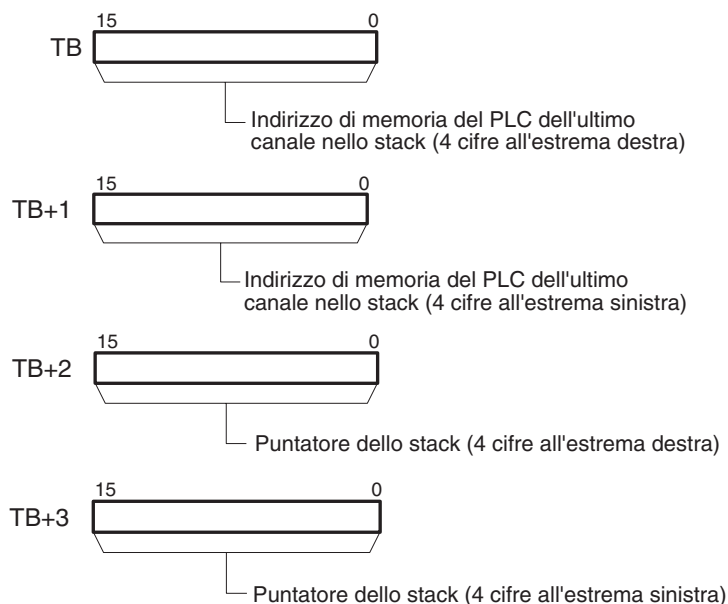 15 0
TB
Indirizzo di memoria del PLC dell'ultimo
canale nello stack (4 cifre all'estrema destra)
15 0
TB+1
Indirizzo di memoria del PLC dell'ultimo
canale nello stack (4 cifre all'estrema sinistra)
15 0
TB+2
Puntatore dello stack (4 cifre all'estrema destra)
15 0
TB+3
Puntatore dello stack (4 cifre all'estrema sinistra)